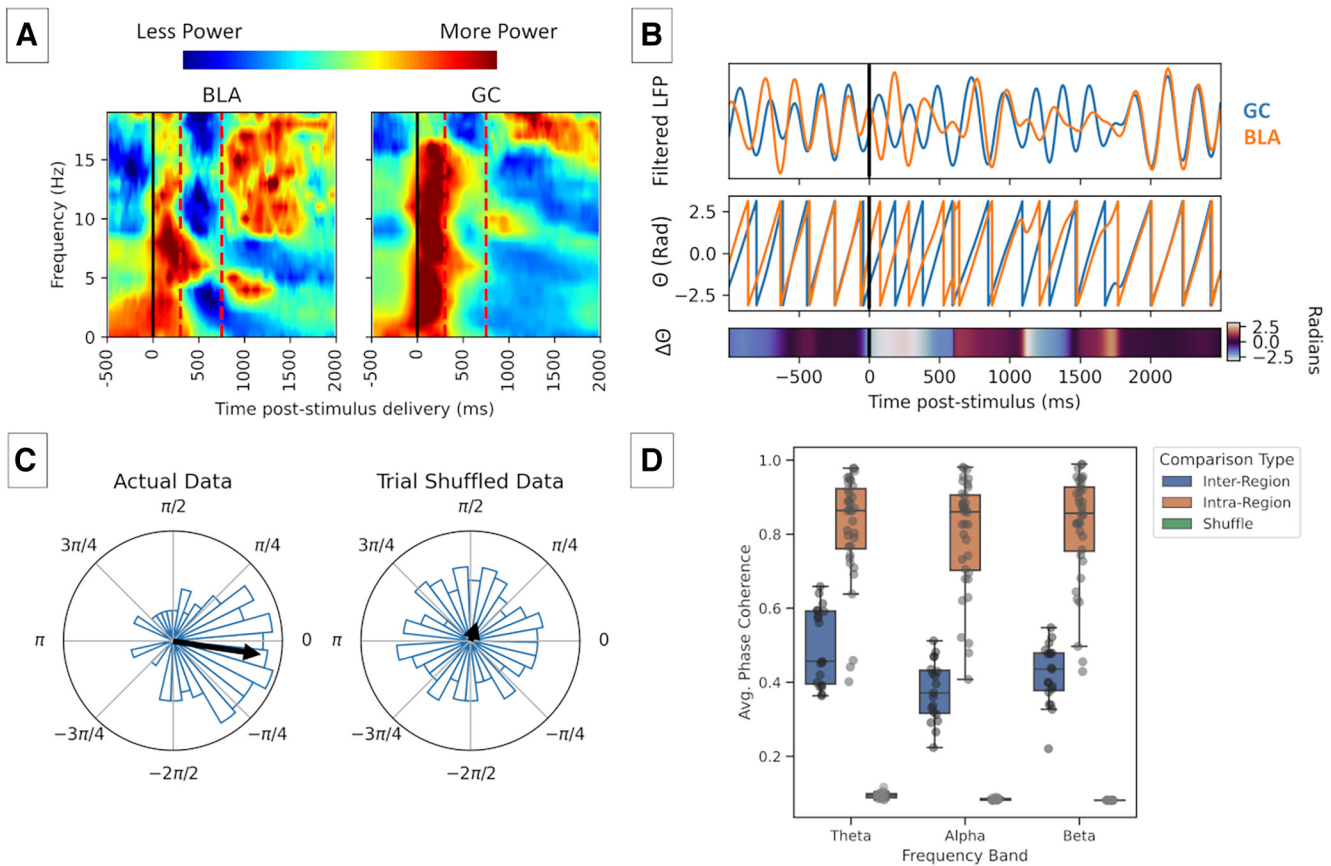 A
Less Power More Power
BLA GC
15
10
5
0
Frequency (Hz)
-500 0 500 1000 1500 2000 -500 0 500 1000 1500 2000
Time post-stimulus delivery (ms)
B
Filtered LFP
GC
BLA
−500 0 500 1000 1500 2000
2.5
0.0
−2.5
Θ (Rad)
ΔΘ
2.5
0.0
−2.5
Radians
−500 0 500 1000 1500 2000
Time post-stimulus (ms)
C
Actual Data Trial Shuffled Data
π/2 π/2
3π/4 π/4 3π/4 π/4
π 0 π 0
−3π/4 −π/4 −3π/4 −π/4
−2π/2 −2π/2
D
1.0
0.8
0.6
0.4
0.2
Avg. Phase Coherence
Theta Alpha Beta
Frequency Band
Comparison Type
Inter-Region
Intra-Region
Shuffle